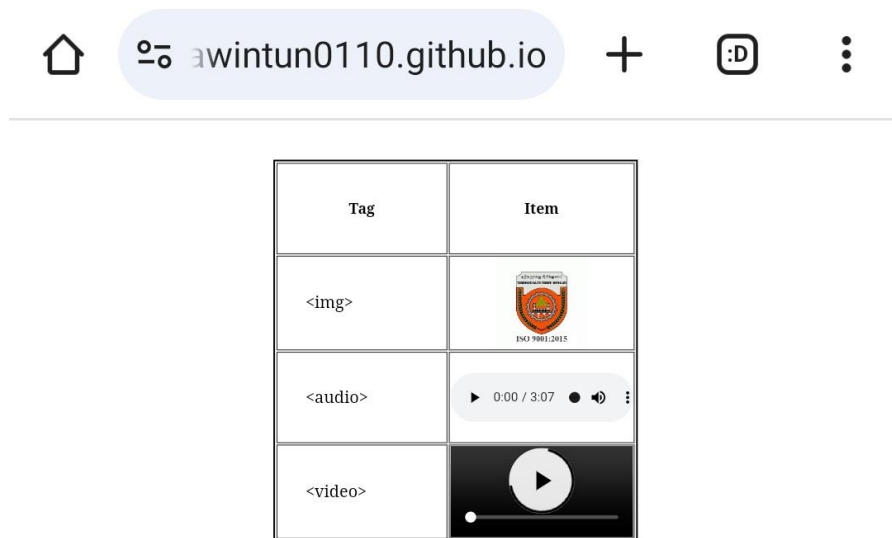 awintun0110.github.io
:D
Tag Item
<img>
ISO 9001:2015
<audio> 0:00 / 3:07
<video>